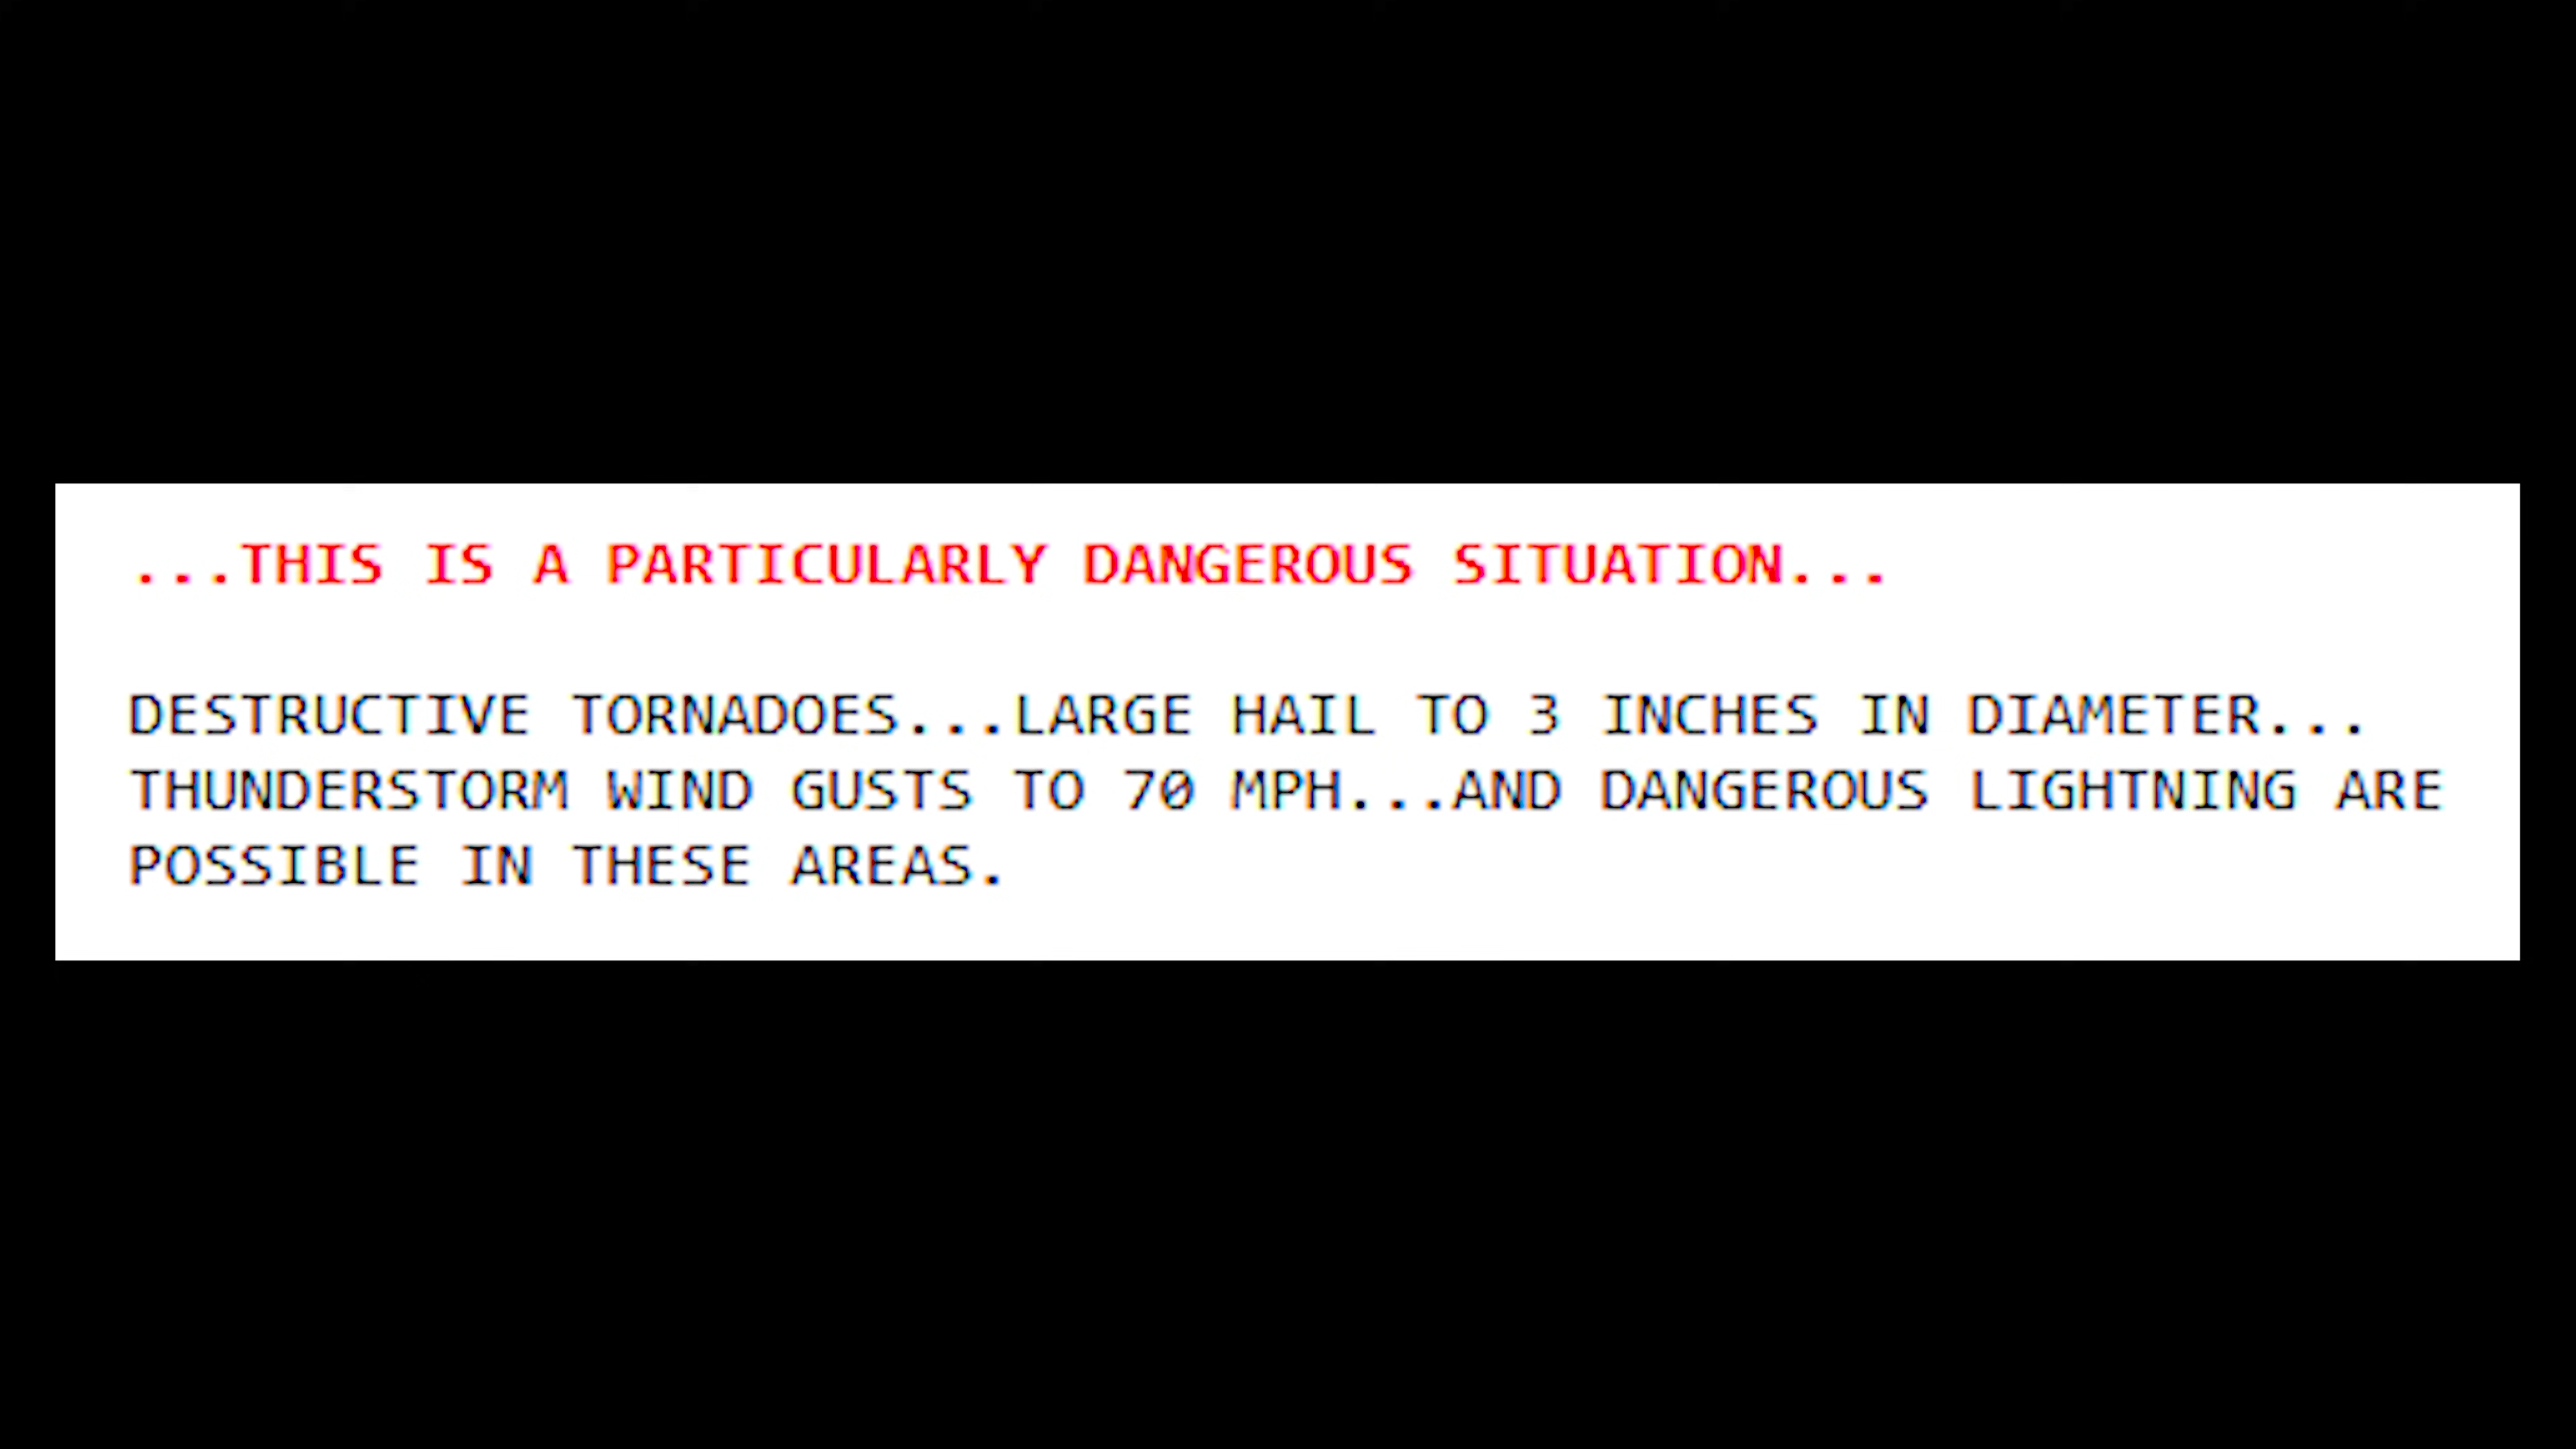 ...THIS IS A PARTICULARLY DANGEROUS SITUATION...
DESTRUCTIVE TORNADOES...LARGE HAIL TO 3 INCHES IN DIAMETER...
THUNDERSTORM WIND GUSTS TO 70 MPH...AND DANGEROUS LIGHTNING ARE
POSSIBLE IN THESE AREAS.